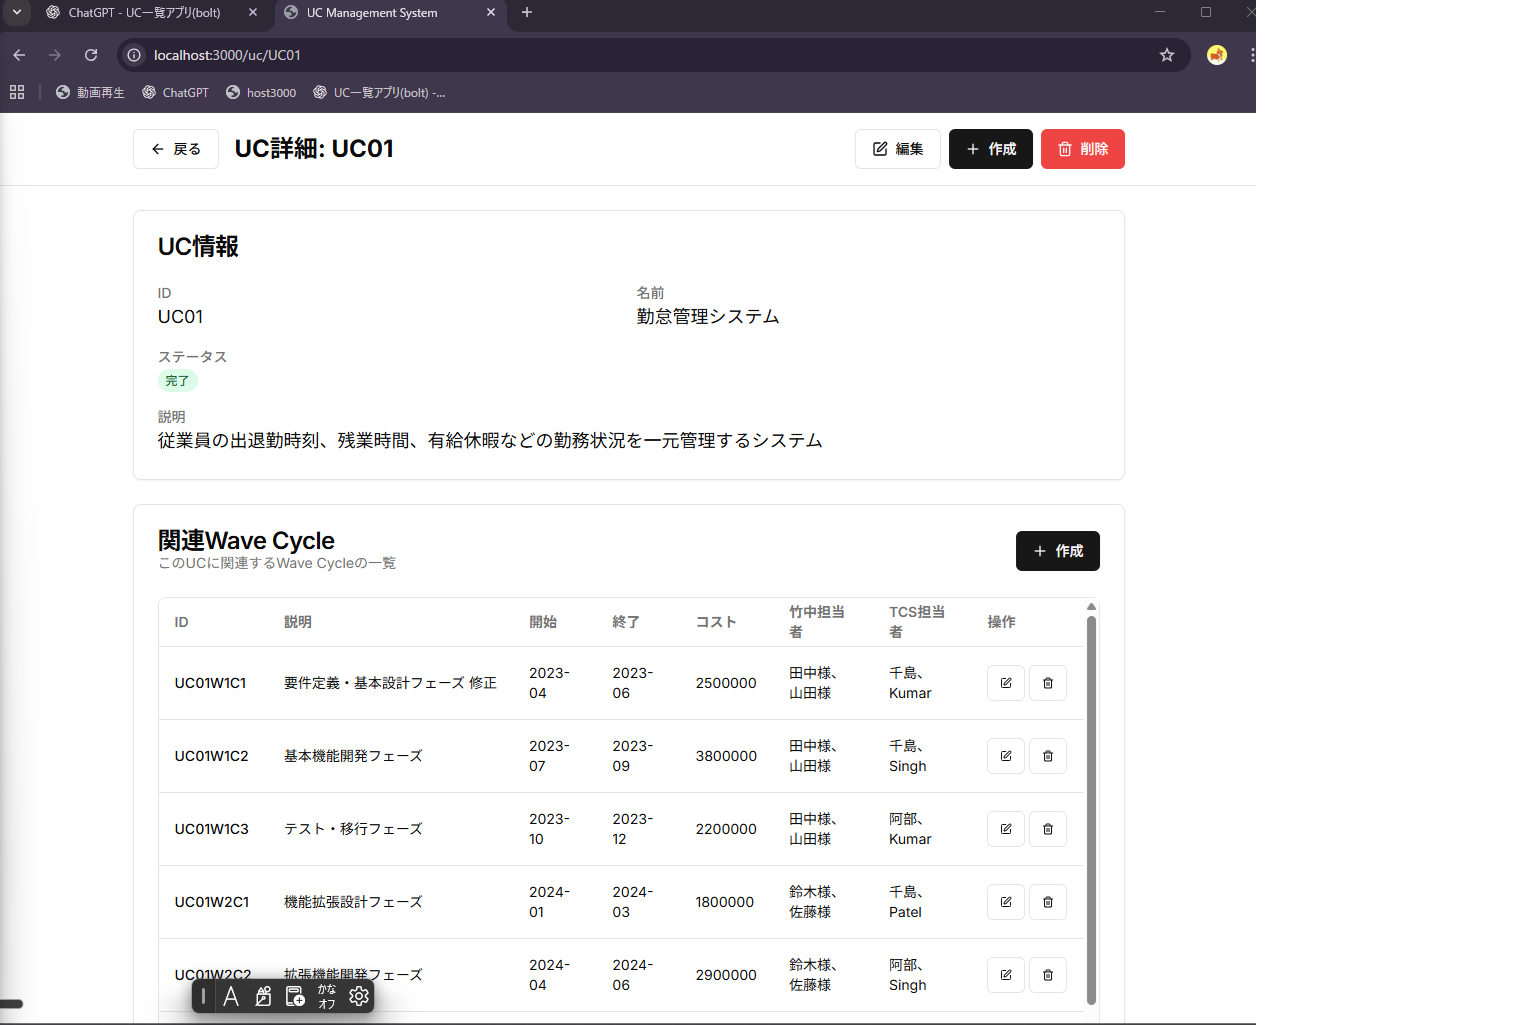 ChatGPT - UC一覧アプリ(bolt)
UC Management System
localhost:3000/uc/UC01
動画再生
ChatGPT
host3000
UC一覧アプリ(bolt) -...
戻る
UC詳細: UC01
編集
作成
削除
UC情報
ID
UC01
名前
勤怠管理システム
ステータス
完了
説明
従業員の出退勤時刻、残業時間、有給休暇などの勤務状況を一元管理するシステム
関連Wave Cycle
このUCに関連するWave Cycleの一覧
作成
ID 説明 開始 終了 コスト 竹中担当者 TCS担当者 操作
UC01W1C1 要件定義・基本設計フェーズ 修正 2023-04 2023-06 2500000 田中様、山田様 千島、Kumar
UC01W1C2 基本機能開発フェーズ 2023-07 2023-09 3800000 田中様、山田様 千島、Singh
UC01W1C3 テスト・移行フェーズ 2023-10 2023-12 2200000 田中様、山田様 阿部、Kumar
UC01W2C1 機能拡張設計フェーズ 2024-01 2024-03 1800000 鈴木様、佐藤様 千島、Patel
UC01W2C2 拡張機能開発フェーズ 2024-04 2024-06 2900000 鈴木様、佐藤様 阿部、Singh
A
かな
オフ